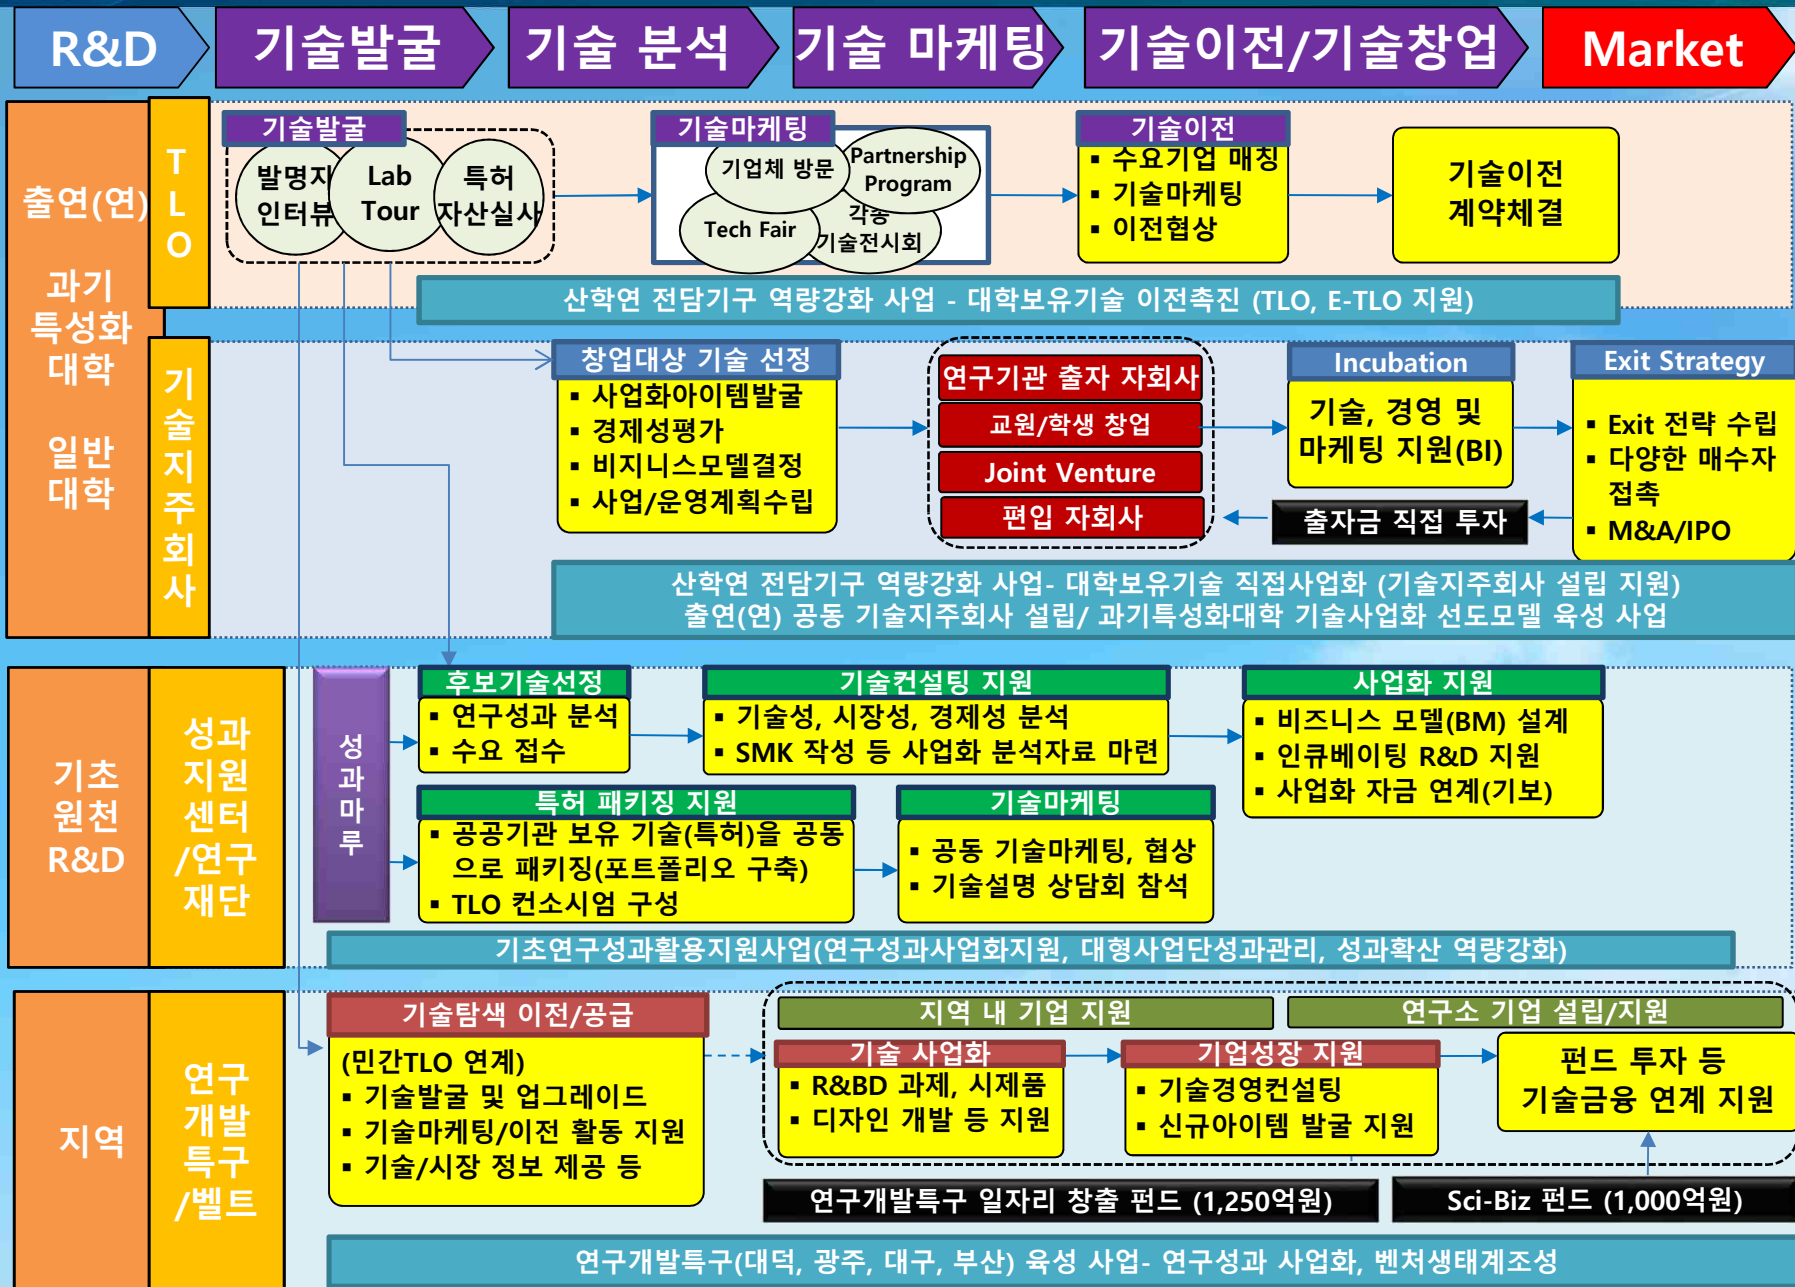 R&D
기술발굴
기술 분석
기술 마케팅
기술이전/기술창업
Market
출연(연)
과기
특성화
대학
일반
대학
T
L
O
기술발굴
발명자
인터뷰
Lab
Tour
특허
자산실사
기술마케팅
기업체 방문
Partnership
Program
Tech Fair
각종
기술전시회
기술이전
▪ 수요기업 매칭
▪ 기술마케팅
▪ 이전협상
기술이전
계약체결
산학연 전담기구 역량강화 사업 - 대학보유기술 이전촉진 (TLO, E-TLO 지원)
기
술
지
주
회
사
창업대상 기술 선정
▪ 사업화아이템발굴
▪ 경제성평가
▪ 비지니스모델결정
▪ 사업/운영계획수립
연구기관 출자 자회사
교원/학생 창업
Joint Venture
편입 자회사
Incubation
기술, 경영 및
마케팅 지원(BI)
출자금 직접 투자
Exit Strategy
▪ Exit 전략 수립
▪ 다양한 매수자
접촉
▪ M&A/IPO
산학연 전담기구 역량강화 사업- 대학보유기술 직접사업화 (기술지주회사 설립 지원)
출연(연) 공동 기술지주회사 설립/ 과기특성화대학 기술사업화 선도모델 육성 사업
기초
원천
R&D
성과
지원
센터
/연구
재단
성
과
마
루
후보기술선정
▪ 연구성과 분석
▪ 수요 접수
기술컨설팅 지원
▪ 기술성, 시장성, 경제성 분석
▪ SMK 작성 등 사업화 분석자료 마련
사업화 지원
▪ 비즈니스 모델(BM) 설계
▪ 인큐베이팅 R&D 지원
▪ 사업화 자금 연계(기보)
특허 패키징 지원
▪ 공공기관 보유 기술(특허)을 공동
으로 패키징(포트폴리오 구축)
▪ TLO 컨소시엄 구성
기술마케팅
▪ 공동 기술마케팅, 협상
▪ 기술설명 상담회 참석
기초연구성과활용지원사업(연구성과사업화지원, 대형사업단성과관리, 성과확산 역량강화)
지역
연구
개발
특구
/벨트
기술탐색 이전/공급
(민간TLO 연계)
▪ 기술발굴 및 업그레이드
▪ 기술마케팅/이전 활동 지원
▪ 기술/시장 정보 제공 등
지역 내 기업 지원
연구소 기업 설립/지원
기술 사업화
▪ R&BD 과제, 시제품
▪ 디자인 개발 등 지원
기업성장 지원
▪ 기술경영컨설팅
▪ 신규아이템 발굴 지원
펀드 투자 등
기술금융 연계 지원
연구개발특구 일자리 창출 펀드 (1,250억원)
Sci-Biz 펀드 (1,000억원)
연구개발특구(대덕, 광주, 대구, 부산) 육성 사업- 연구성과 사업화, 벤처생태계조성